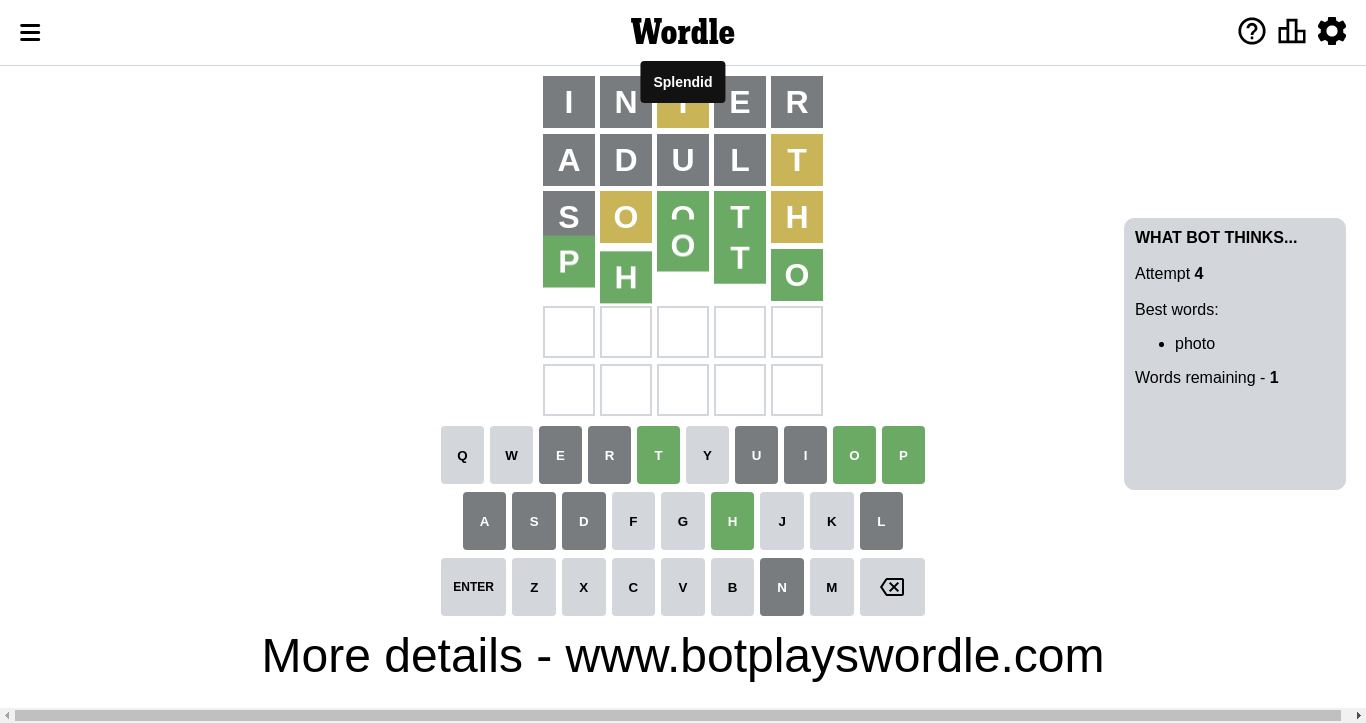 Wordle
Splendid
I N T E R
A D U L T
S O O T H
P H O T O
WHAT BOT THINKS...
Attempt 4
Best words:
photo
Words remaining - 1
Q W E R T Y U I O P
A S D F G H J K L
ENTER Z X C V B N M
More details - www.botplayswordle.com